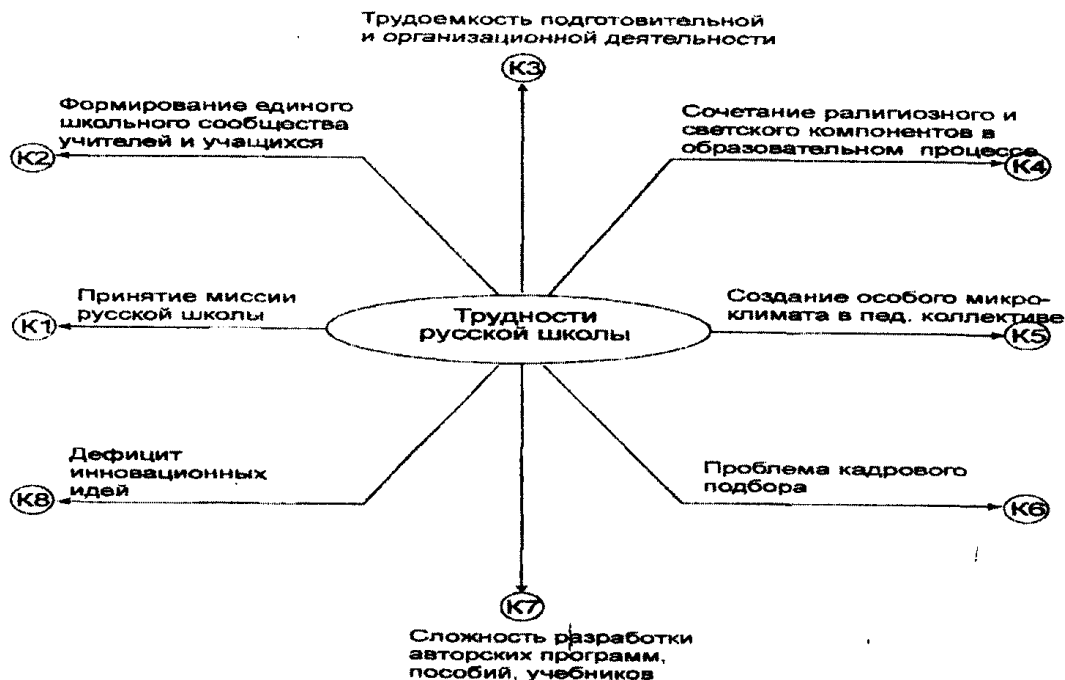 Трудоемкость подготовительной
и организационной деятельности
К3
Формирование единого
школьного сообщества
учителей и учащихся
К2
Сочетание ралигиозного и
светского компонентов в
образовательном процессе
К4
Принятие миссии
русской школы
К1
Трудности
русской школы
Создание особого микро-
климата в пед. коллективе
К5
Дефицит
инновационных
идей
К8
Проблема кадрового
подбора
К6
К7
Сложность разработки
авторских программ,
пособий, учебников